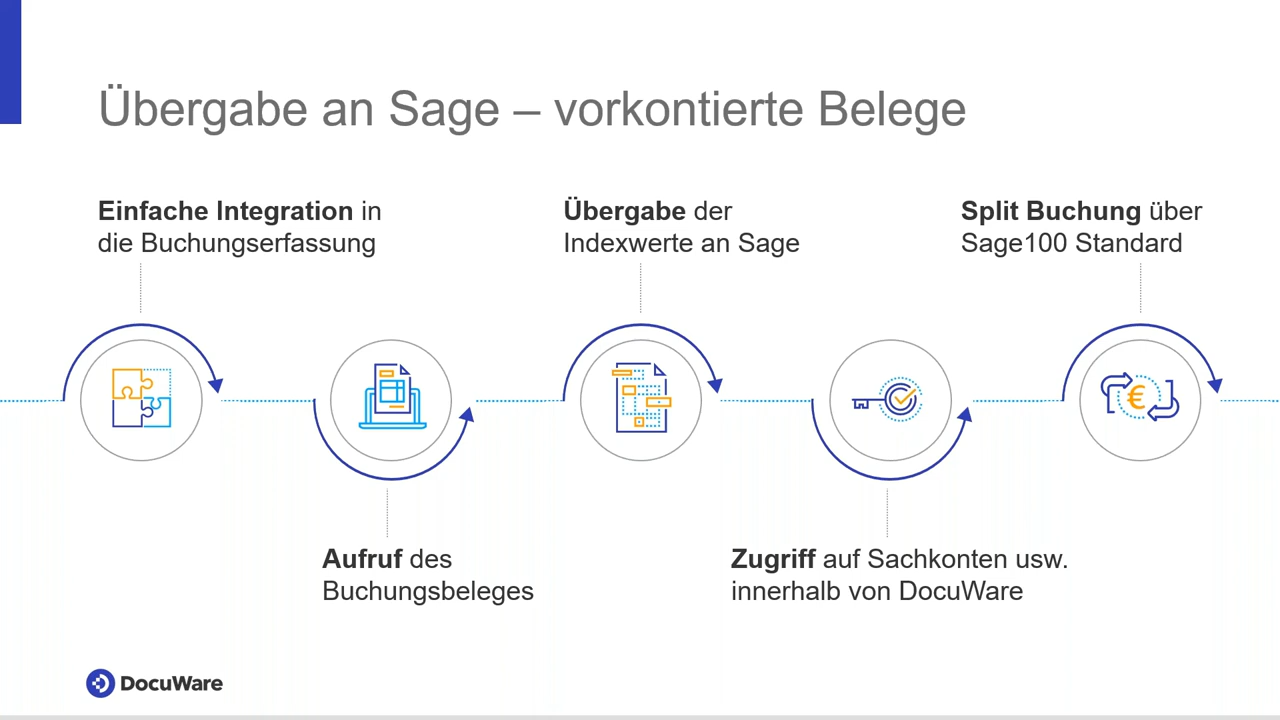 Übergabe an Sage – vorkontierte Belege
Einfache Integration in
die Buchungserfassung
Aufruf des
Buchungsbeleges
Übergabe der
Indexwerte an Sage
Zugriff auf Sachkonten usw.
innerhalb von DocuWare
Split Buchung über
Sage100 Standard
€
DocuWare